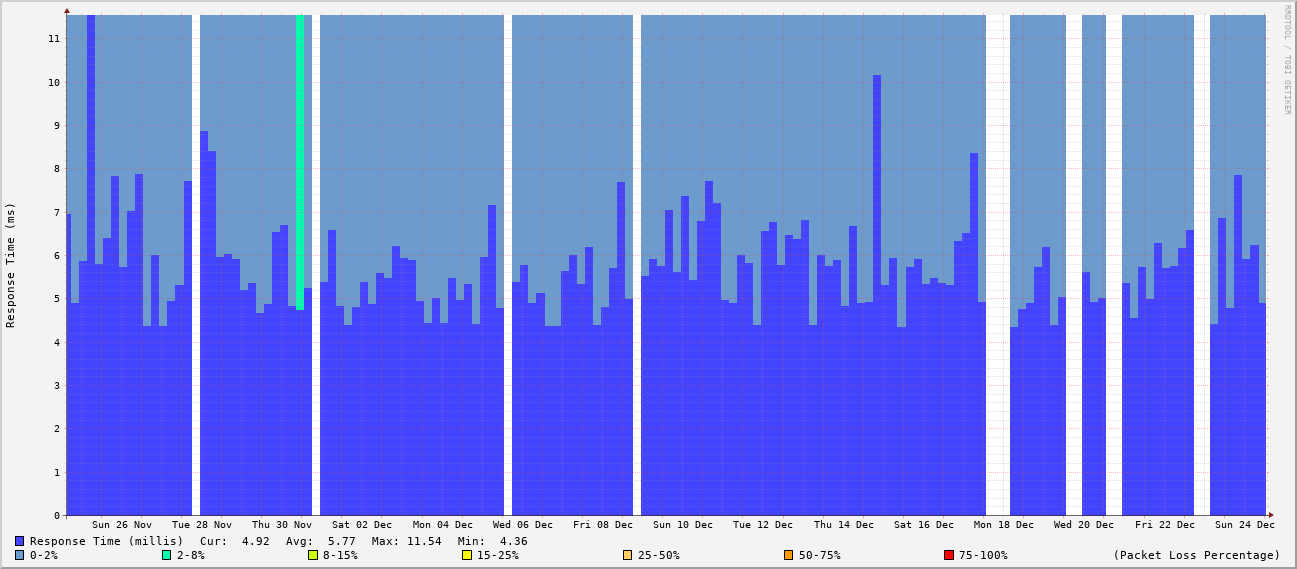 RRDTOOL / TOBI OETIKER
Response Time (ms)
11
10
9
8
7
6
5
4
3
2
1
0
Sun 26 Nov Tue 28 Nov Thu 30 Nov Sat 02 Dec Mon 04 Dec Wed 06 Dec Fri 08 Dec Sun 10 Dec Tue 12 Dec Thu 14 Dec Sat 16 Dec Mon 18 Dec Wed 20 Dec Fri 22 Dec Sun 24 Dec
Response Time (millis) Cur: 4.92 Avg: 5.77 Max: 11.54 Min: 4.36
0-2% 2-8% 8-15% 15-25% 25-50% 50-75% 75-100% (Packet Loss Percentage)